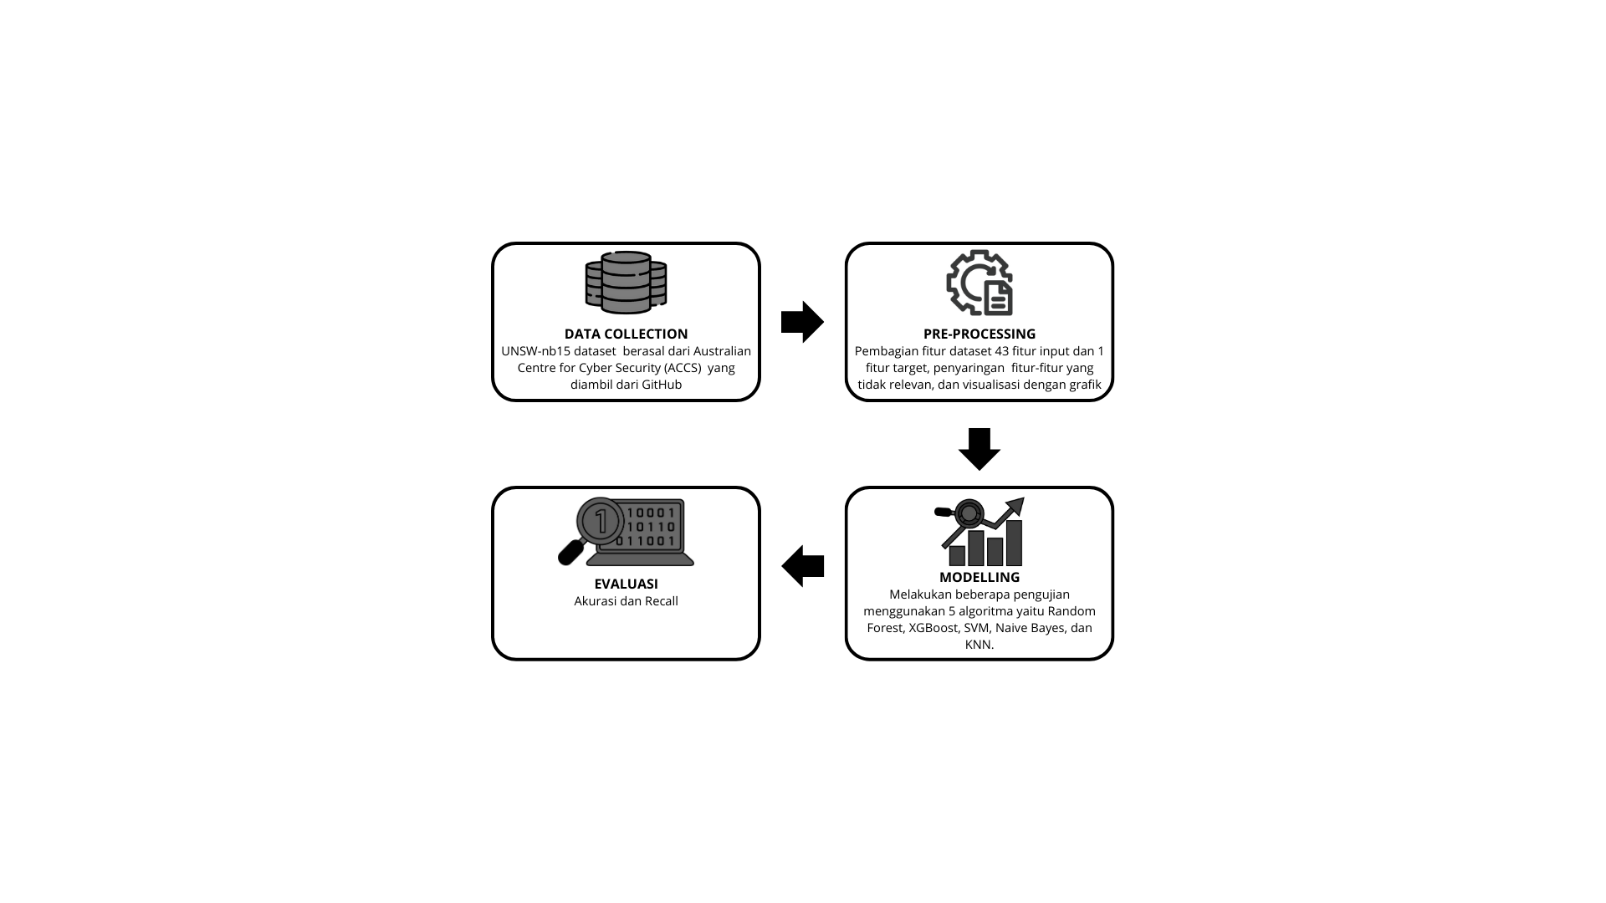 DATA COLLECTION
UNSW-nb15 dataset berasal dari Australian
Centre for Cyber Security (ACCS) yang
diambil dari GitHub
PRE-PROCESSING
Pembagian fitur dataset 43 fitur input dan 1
fitur target, penyaringan fitur-fitur yang
tidak relevan, dan visualisasi dengan grafik
MODELLING
Melakukan beberapa pengujian
menggunakan 5 algoritma yaitu Random
Forest, XGBoost, SVM, Naive Bayes, dan
KNN.
1
10001
10110
011001
EVALUASI
Akurasi dan Recall